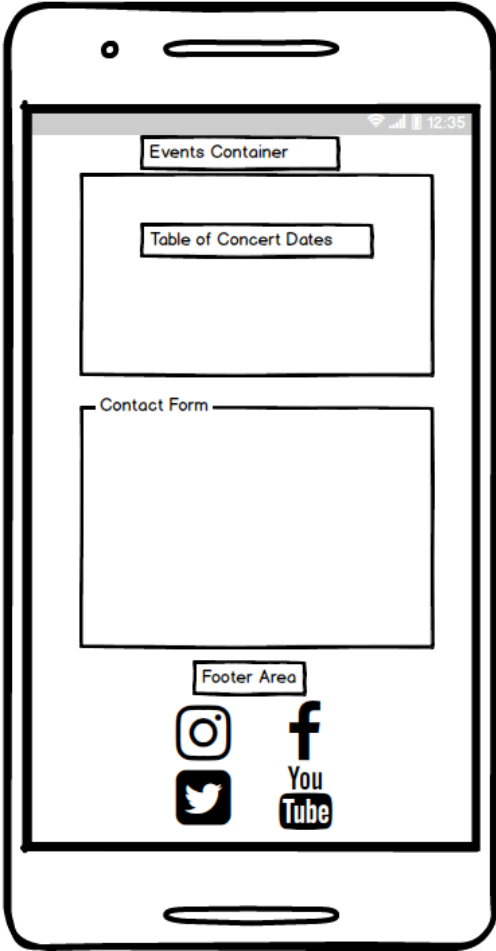 12:35
Events Container
Table of Concert Dates
Contact Form
Footer Area
You
Tube